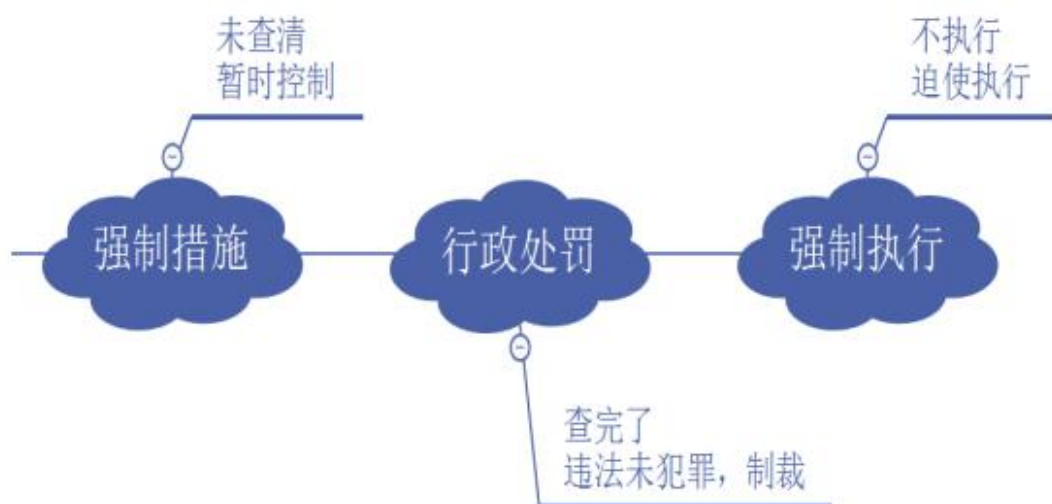 未查清
暂时控制
不执行
迫使执行
强制措施
行政处罚
强制执行
查完了
违法未犯罪，制裁